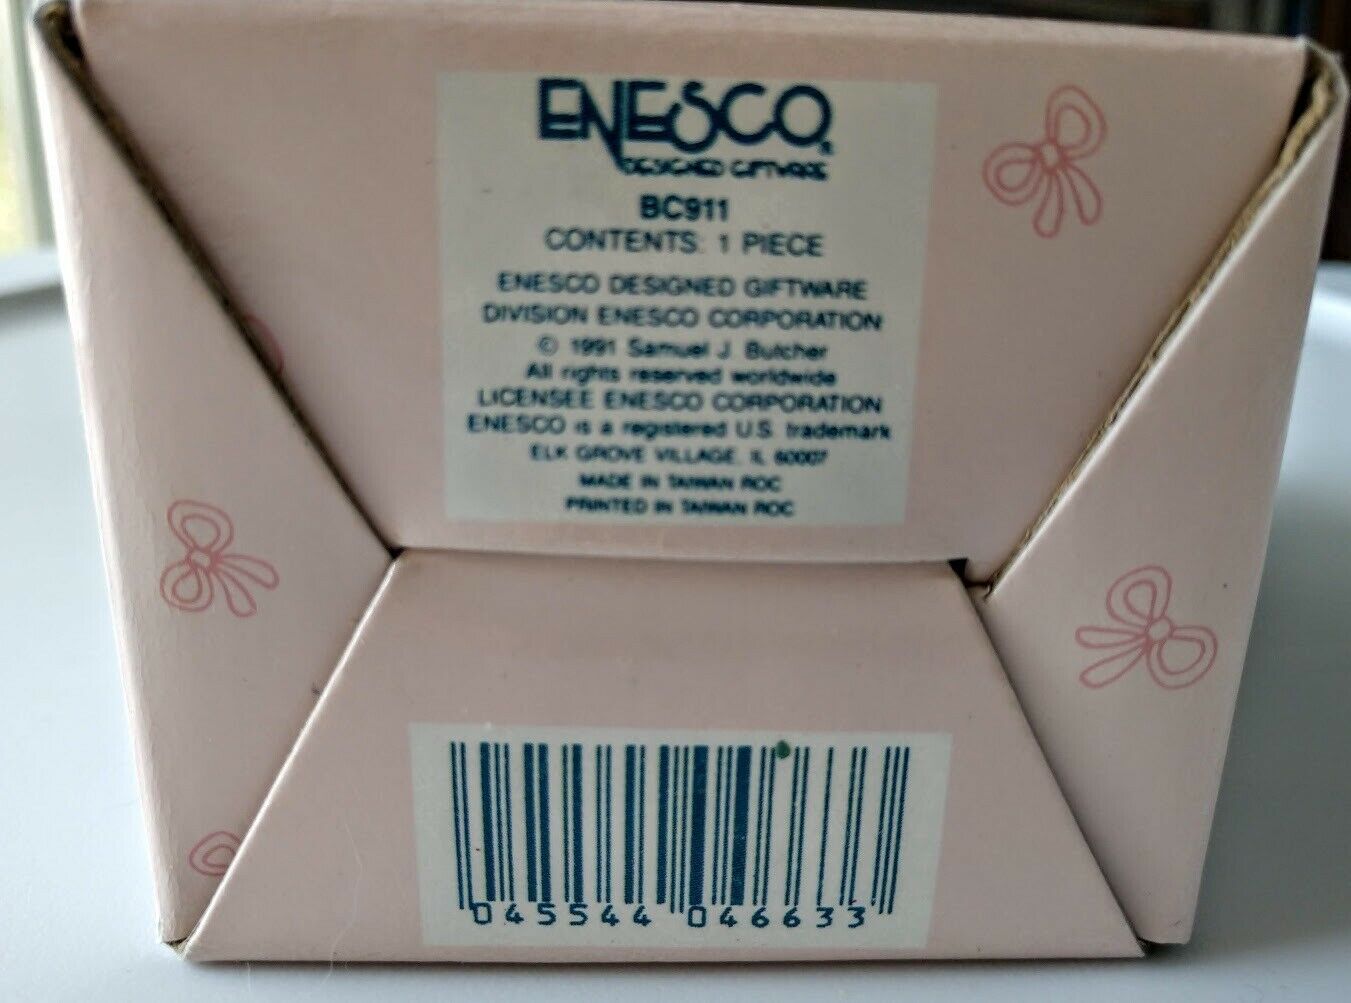 ENESCO®
DESIGNED GIFTWARE
BC911
CONTENTS: 1 PIECE
ENESCO DESIGNED GIFTWARE
DIVISION ENESCO CORPORATION
© 1991 Samuel J. Butcher
All rights reserved worldwide
LICENSEE ENESCO CORPORATION
ENESCO is a registered U.S. trademark
ELK GROVE VILLAGE, IL 60007
MADE IN TAIWAN ROC
PRINTED IN TAIWAN ROC
045544 046633